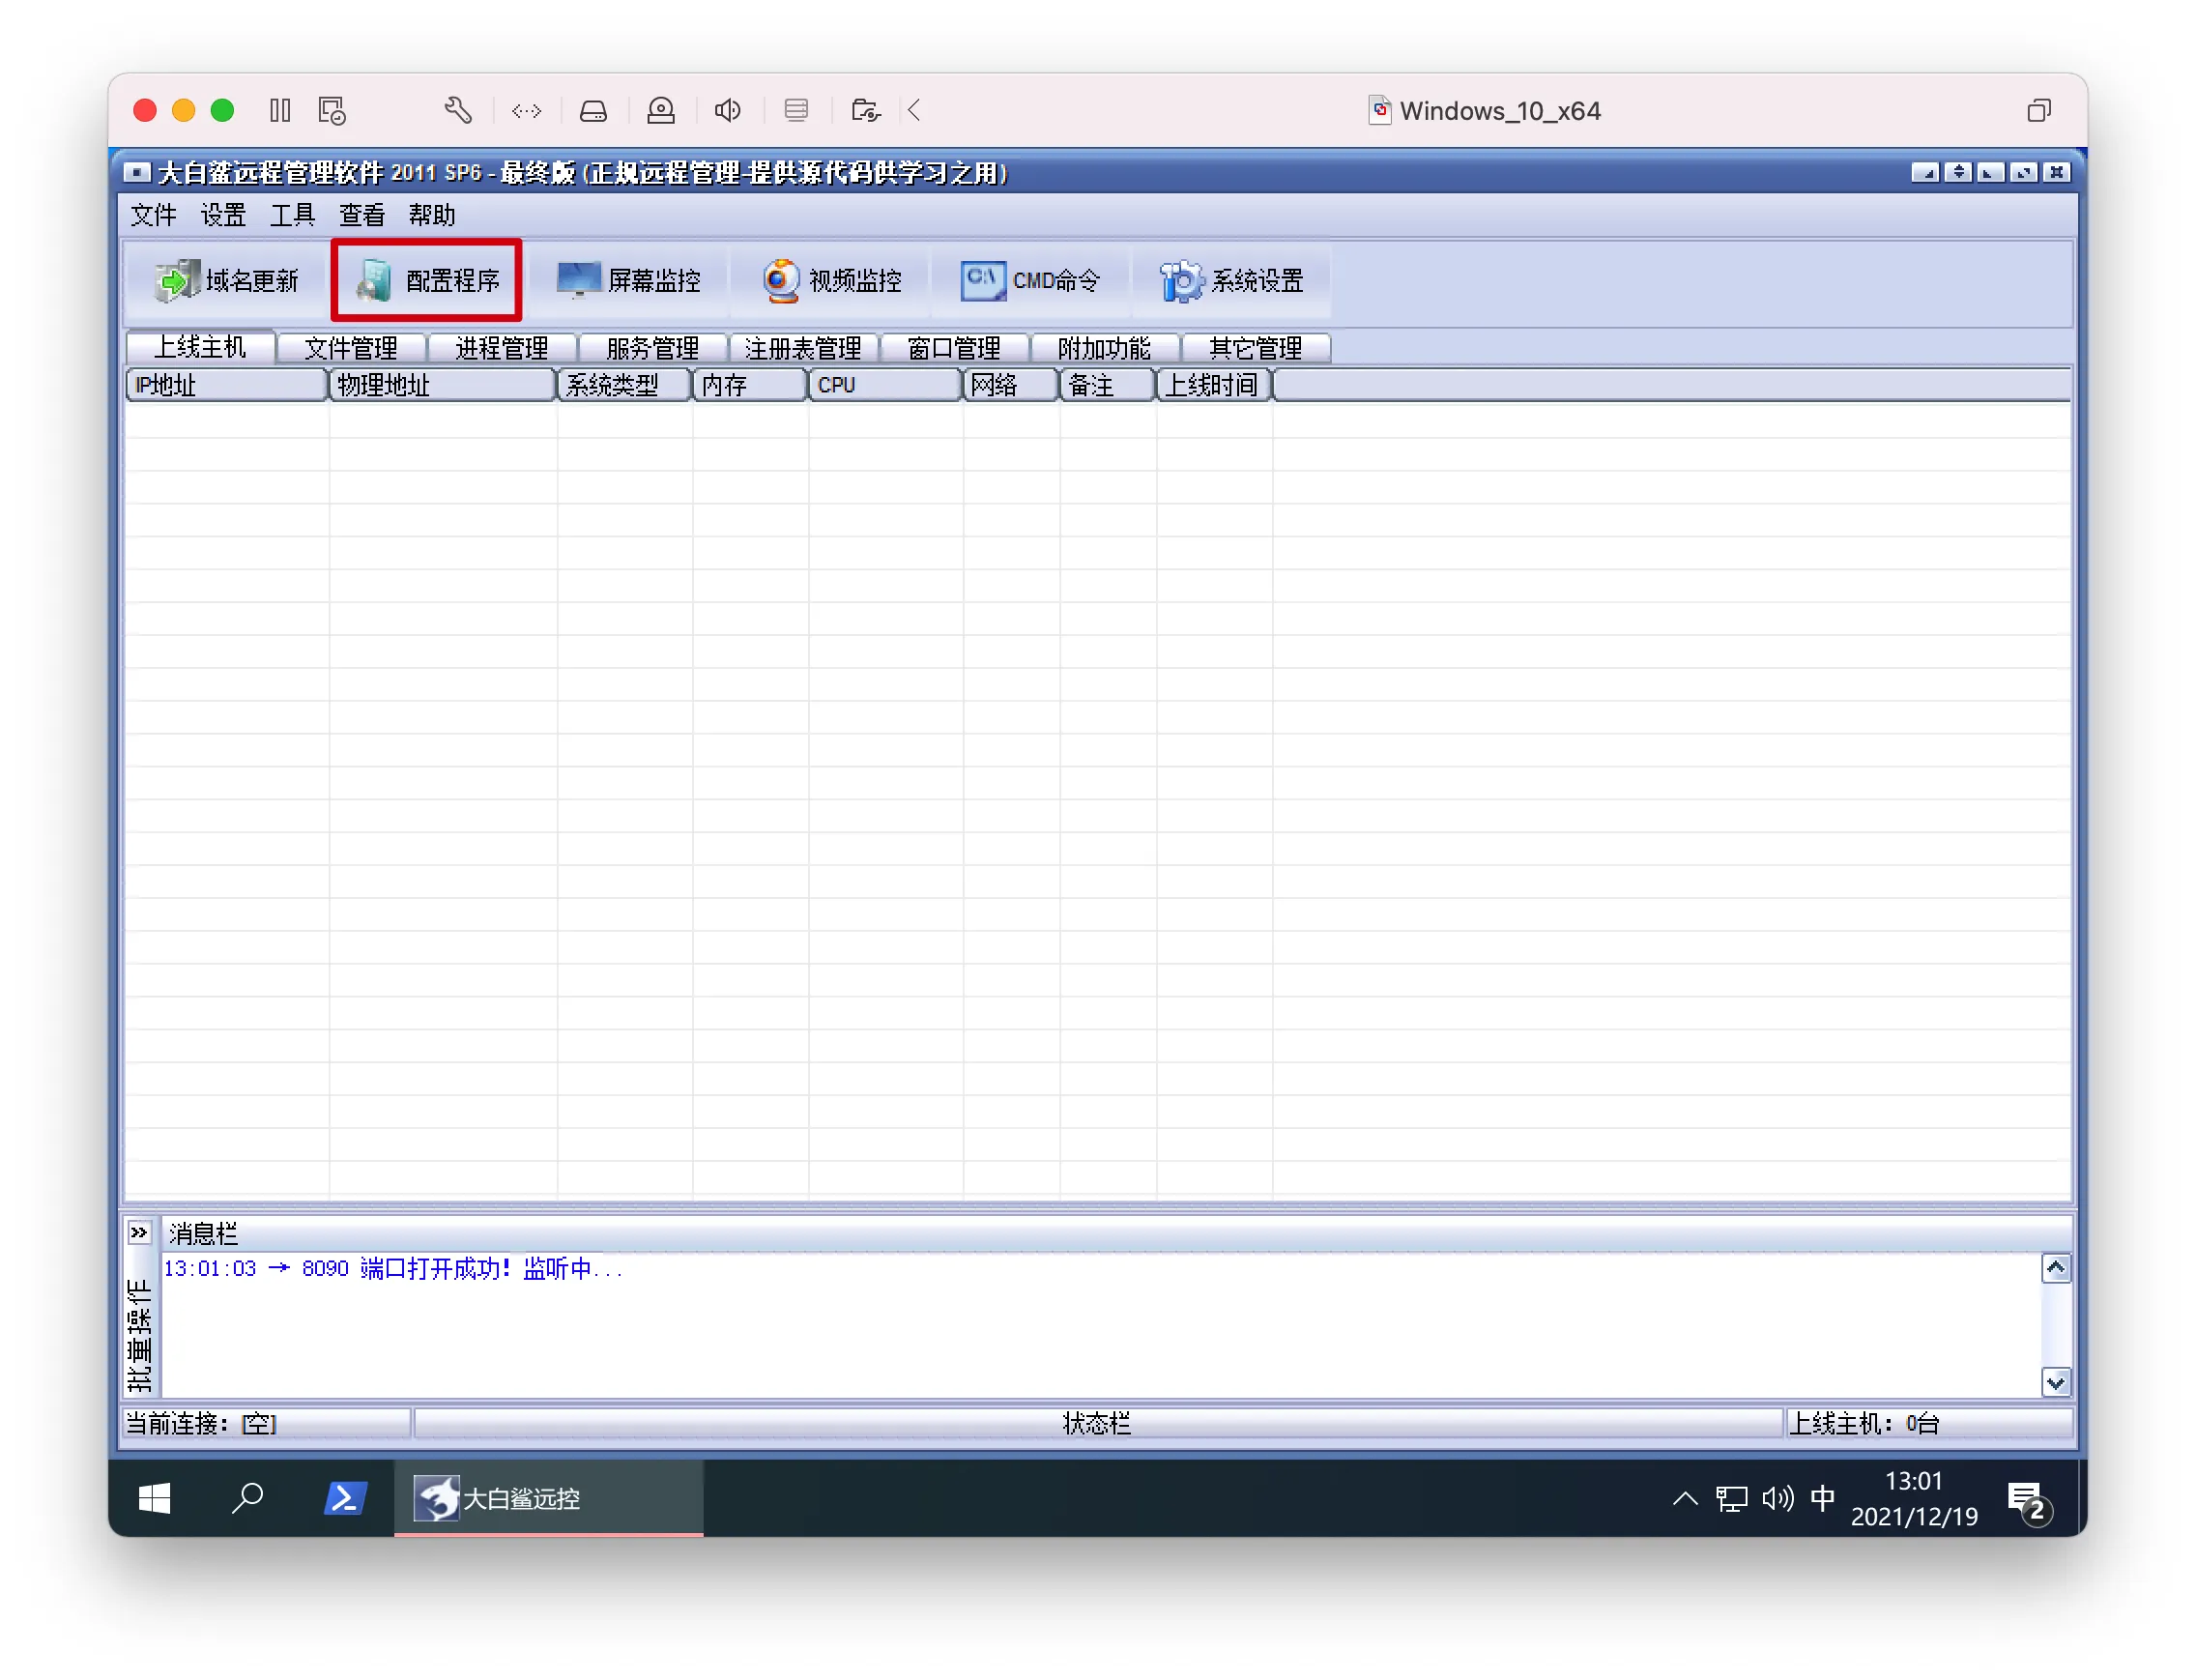 Windows_10_x64
大白鲨远程管理软件 2011 SP6 - 最终版 (正规远程管理-提供源代码供学习之用)
文件 设置 工具 查看 帮助
域名更新 配置程序 屏幕监控 视频监控 CMD命令 系统设置
上线主机 文件管理 进程管理 服务管理 注册表管理 窗口管理 附加功能 其它管理
IP地址 物理地址 系统类型 内存 CPU 网络 备注 上线时间
消息栏
13:01:03 → 8090 端口打开成功! 监听中...
批量操作
当前连接: [空] 状态栏 上线主机: 0台
大白鲨远控 中 13:01
2021/12/19
2